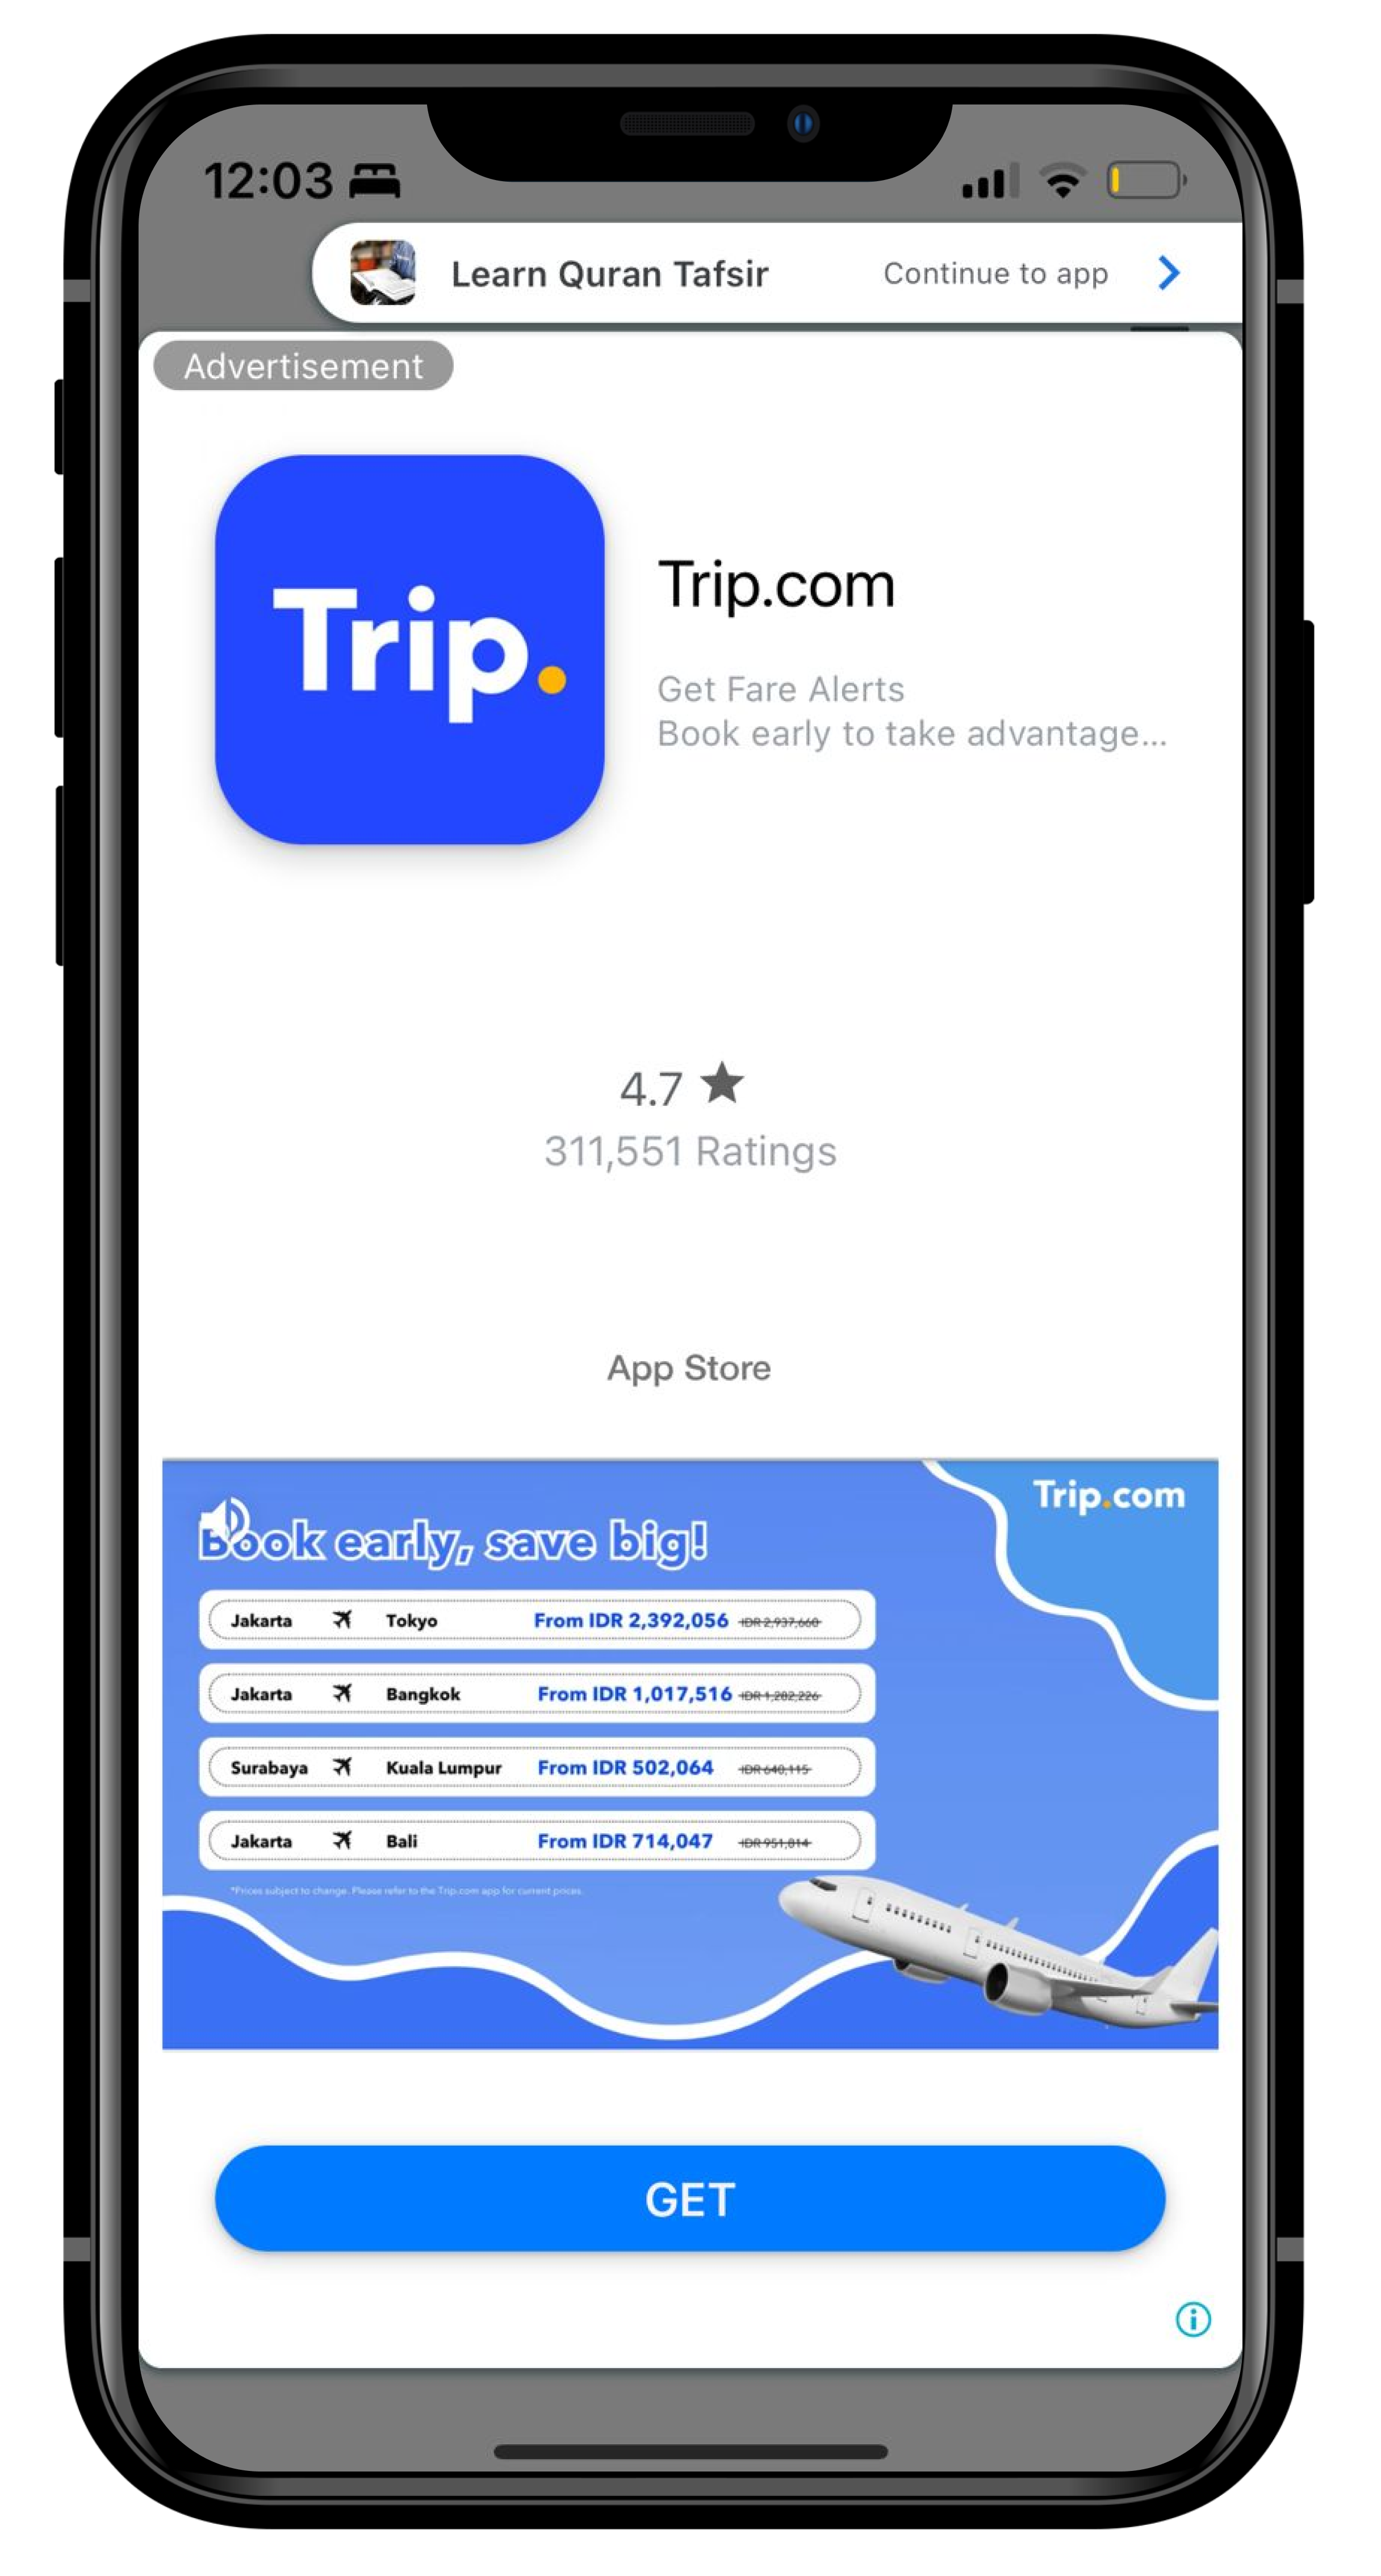 12:03
Learn Quran Tafsir Continue to app
Advertisement
Trip.
Trip.com
Get Fare Alerts
Book early to take advantage...
4.7 ★
311,551 Ratings
App Store
Trip.com
Book early, save big!
Jakarta Tokyo From IDR 2,392,056 IDR 2,937,660
Jakarta Bangkok From IDR 1,017,516 IDR 1,282,226
Surabaya Kuala Lumpur From IDR 502,064 IDR 640,115
Jakarta Bali From IDR 714,047 IDR 951,814
*Prices subject to change. Please refer to the Trip.com app for current prices.
GET